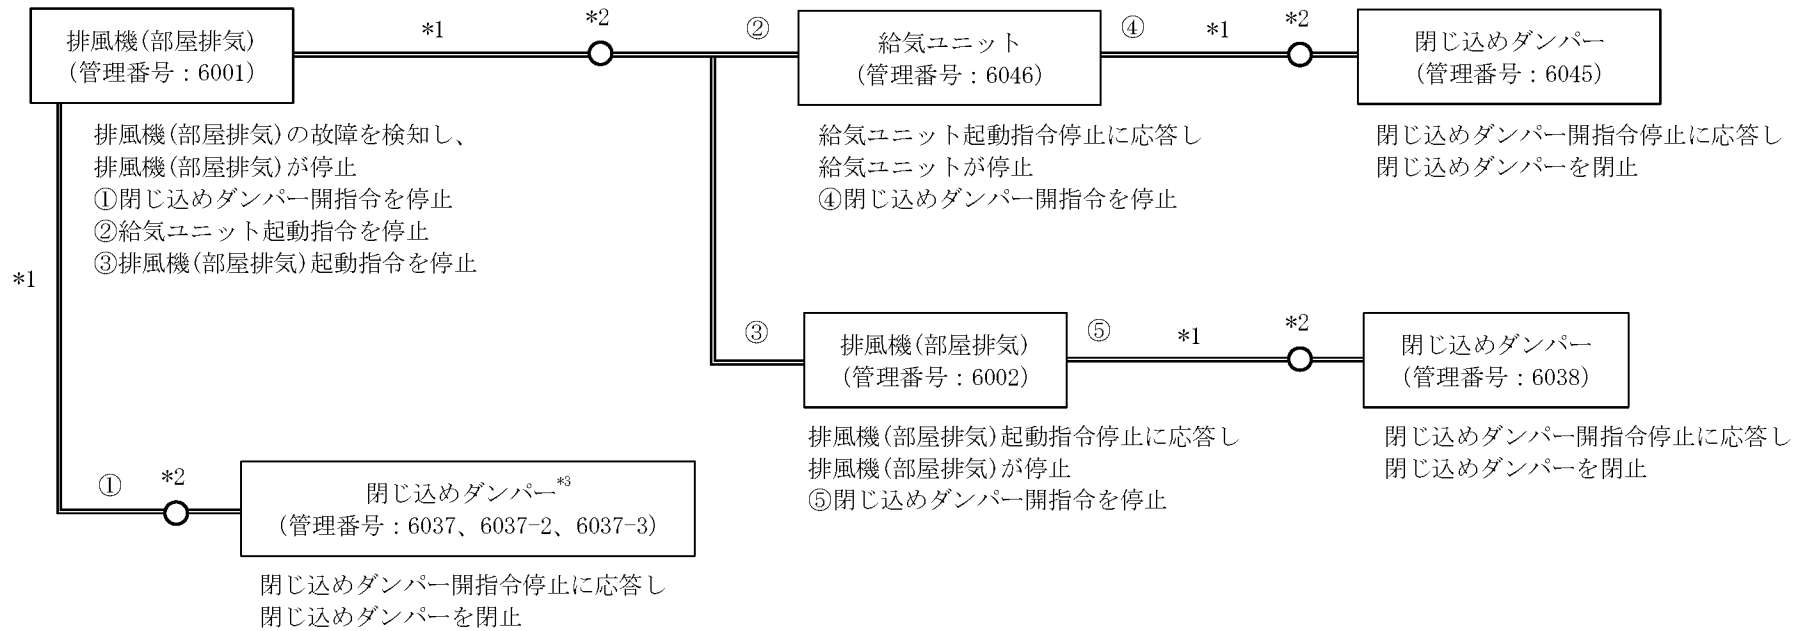 排風機(部屋排気)
(管理番号：6001)
*1
*2
②
給気ユニット
(管理番号：6046)
④
*1
*2
閉じ込めダンパー
(管理番号：6045)
排風機(部屋排気)の故障を検知し、
排風機(部屋排気)が停止
①閉じ込めダンパー開指令を停止
②給気ユニット起動指令を停止
③排風機(部屋排気)起動指令を停止
給気ユニット起動指令停止に応答し
給気ユニットが停止
④閉じ込めダンパー開指令を停止
閉じ込めダンパー開指令停止に応答し
閉じ込めダンパーを閉止
*1
③
排風機(部屋排気)
(管理番号：6002)
⑤
*1
*2
閉じ込めダンパー
(管理番号：6038)
排風機(部屋排気)起動指令停止に応答し
排風機(部屋排気)が停止
⑤閉じ込めダンパー開指令を停止
閉じ込めダンパー開指令停止に応答し
閉じ込めダンパーを閉止
①
*2
閉じ込めダンパー*3
(管理番号：6037、6037-2、6037-3)
閉じ込めダンパー開指令停止に応答し
閉じ込めダンパーを閉止